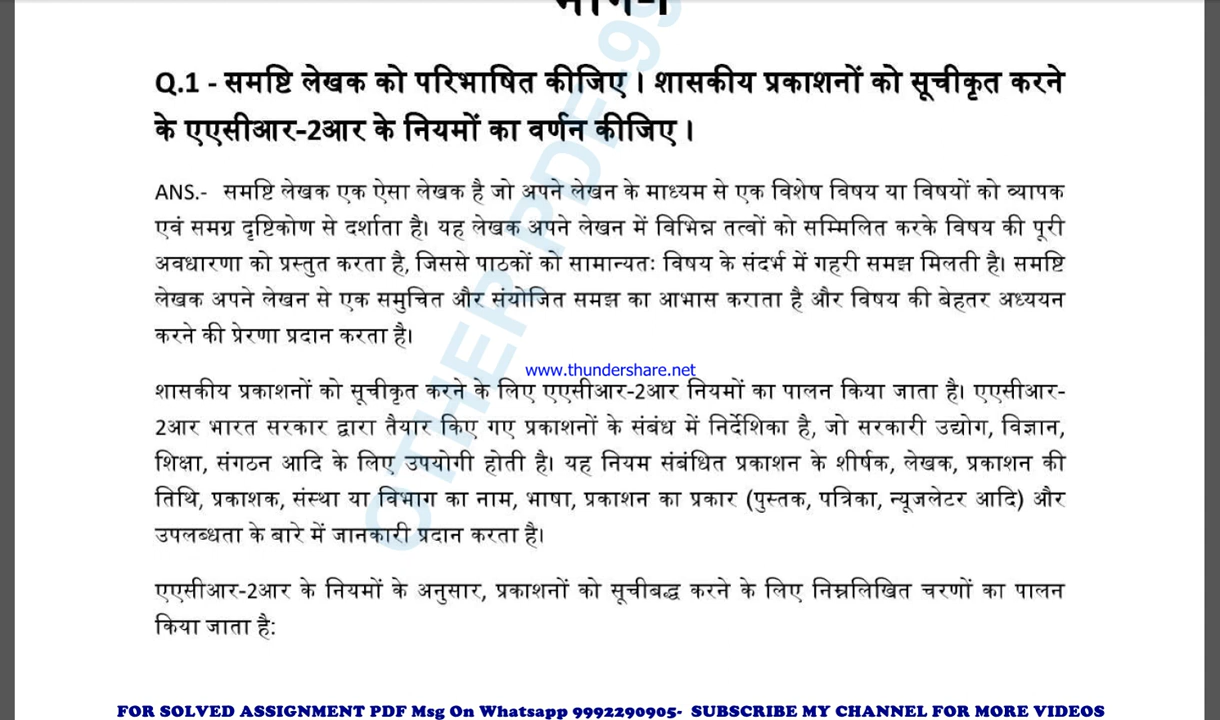 भाग-I
Q.1 - समष्टि लेखक को परिभाषित कीजिए । शासकीय प्रकाशनों को सूचीकृत करने
के एएसीआर-2आर के नियमों का वर्णन कीजिए ।
ANS.- समष्टि लेखक एक ऐसा लेखक है जो अपने लेखन के माध्यम से एक विशेष विषय या विषयों को व्यापक
एवं समग्र दृष्टिकोण से दर्शाता है। यह लेखक अपने लेखन में विभिन्न तत्वों को सम्मिलित करके विषय की पूरी
अवधारणा को प्रस्तुत करता है, जिससे पाठकों को सामान्यतः विषय के संदर्भ में गहरी समझ मिलती है। समष्टि
लेखक अपने लेखन से एक समुचित और संयोजित समझ का आभास कराता है और विषय की बेहतर अध्ययन
करने की प्रेरणा प्रदान करता है।
www.thundershare.net
शासकीय प्रकाशनों को सूचीकृत करने के लिए एएसीआर-2आर नियमों का पालन किया जाता है। एएसीआर-
2आर भारत सरकार द्वारा तैयार किए गए प्रकाशनों के संबंध में निर्देशिका है, जो सरकारी उद्योग, विज्ञान,
शिक्षा, संगठन आदि के लिए उपयोगी होती है। यह नियम संबंधित प्रकाशन के शीर्षक, लेखक, प्रकाशन की
तिथि, प्रकाशक, संस्था या विभाग का नाम, भाषा, प्रकाशन का प्रकार (पुस्तक, पत्रिका, न्यूजलेटर आदि) और
उपलब्धता के बारे में जानकारी प्रदान करता है।
एएसीआर-2आर के नियमों के अनुसार, प्रकाशनों को सूचीबद्ध करने के लिए निम्नलिखित चरणों का पालन
किया जाता है:
OTHER PDF-99
FOR SOLVED ASSIGNMENT PDF Msg On Whatsapp 9992290905- SUBSCRIBE MY CHANNEL FOR MORE VIDEOS